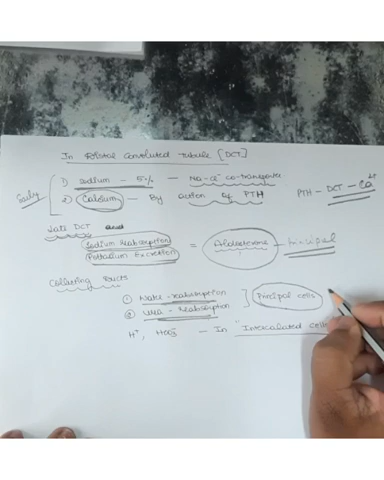 In Distal Convoluted tubule [DCT]
Early 1) Sodium - 5% - Na-Cl- co-transporter
2) Calcium - By action of PTH PTH - DCT - Ca+2
Late DCT and
Sodium Reabsorption
Potassium Excretion = Aldosterone - Principal
Collecting Ducts
① Water - reabsorption
② Urea - Reabsorption ] Principal cells
H+, HCO3- - In Intercalated cells